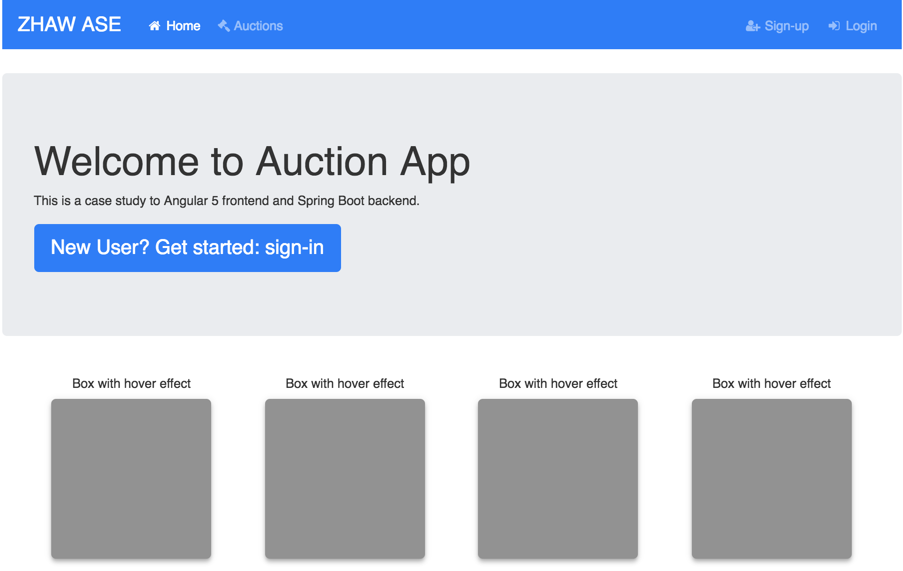 ZHAW ASE Home Auctions Sign-up Login
Welcome to Auction App
This is a case study to Angular 5 frontend and Spring Boot backend.
New User? Get started: sign-in
Box with hover effect Box with hover effect Box with hover effect Box with hover effect